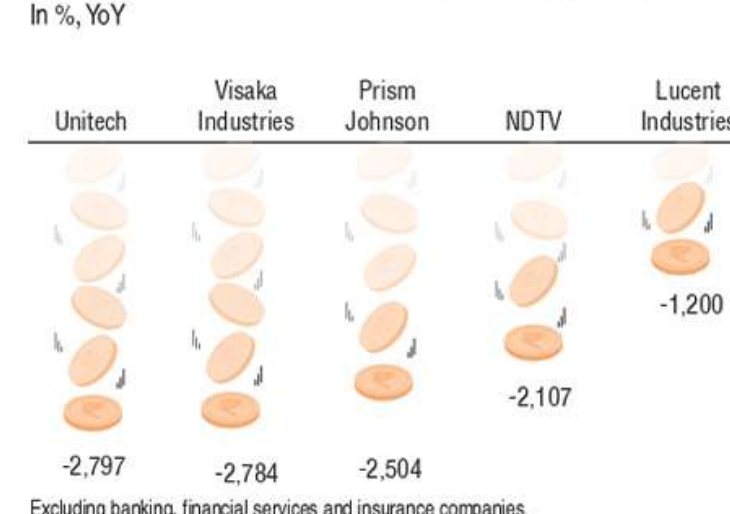 In %, YoY
Unitech
Visaka
Industries
Prism
Johnson
NDTV
Lucent
Industries
-2,797
-2,784
-2,504
-2,107
-1,200
Excluding banking, financial services and insurance companies.